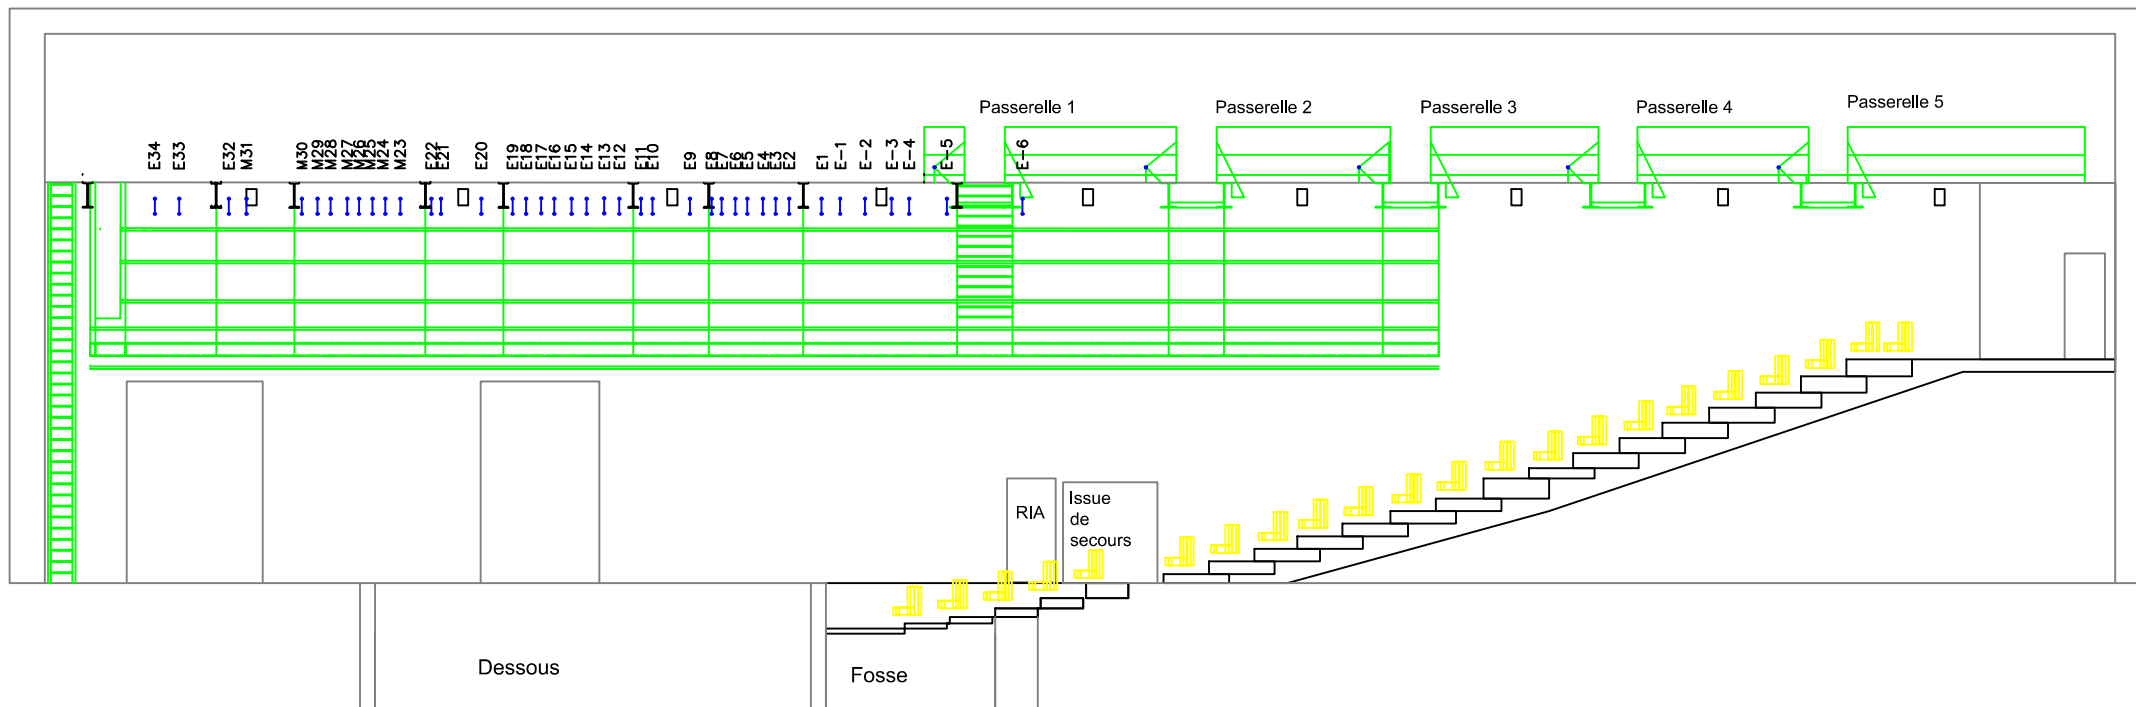 Passerelle 1
Passerelle 2
Passerelle 3
Passerelle 4
Passerelle 5
E34
E33
E32
M31
M30
M29
M28
M27
M26
M25
M24
M23
E22
E21
E20
E19
E18
E17
E16
E15
E14
E13
E12
E11
E10
E9
E8
E7
E6
E5
E4
E3
E2
E1
E-1
E-2
E-3
E-4
E-5
E-6
RIA
Issue
de
secours
Dessous
Fosse